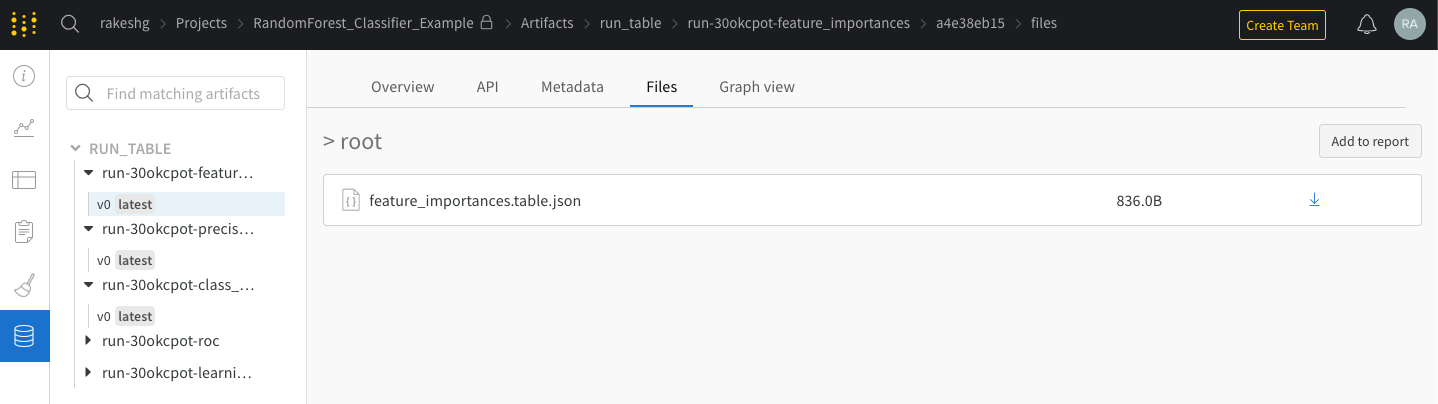 rakeshg > Projects > RandomForest_Classifier_Example > Artifacts > run_table > run-30okcpot-feature_importances > a4e38eb15 > files
Create Team
RA
Find matching artifacts
RUN_TABLE
run-30okcpot-featur...
v0 latest
run-30okcpot-precis...
v0 latest
run-30okcpot-class_...
v0 latest
run-30okcpot-roc
run-30okcpot-learni...
Overview API Metadata Files Graph view
> root
Add to report
feature_importances.table.json 836.0B